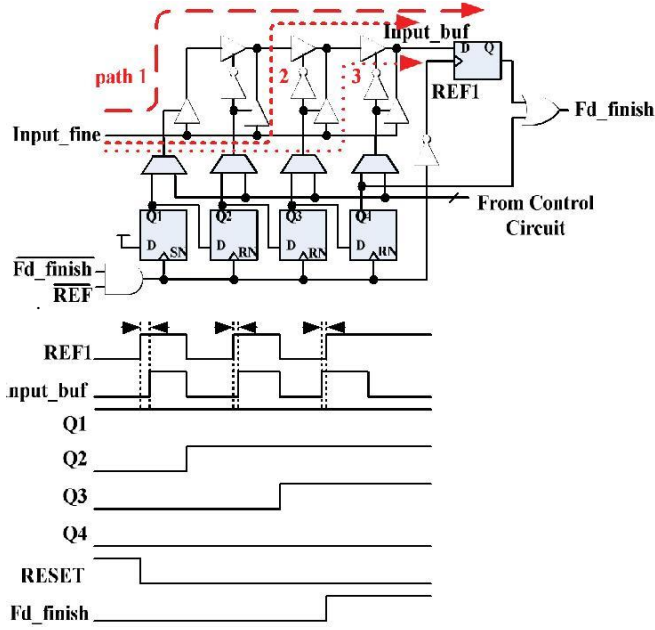 Input_buf
D Q
path 1
2
3
REF1
Fd_finish
Input_fine
From Control
Circuit
Q1 Q2 Q3 Q4
D D D D
SN RN RN RN
Fd_finish
REF
REF1
nput_buf
Q1
Q2
Q3
Q4
RESET
Fd_finish